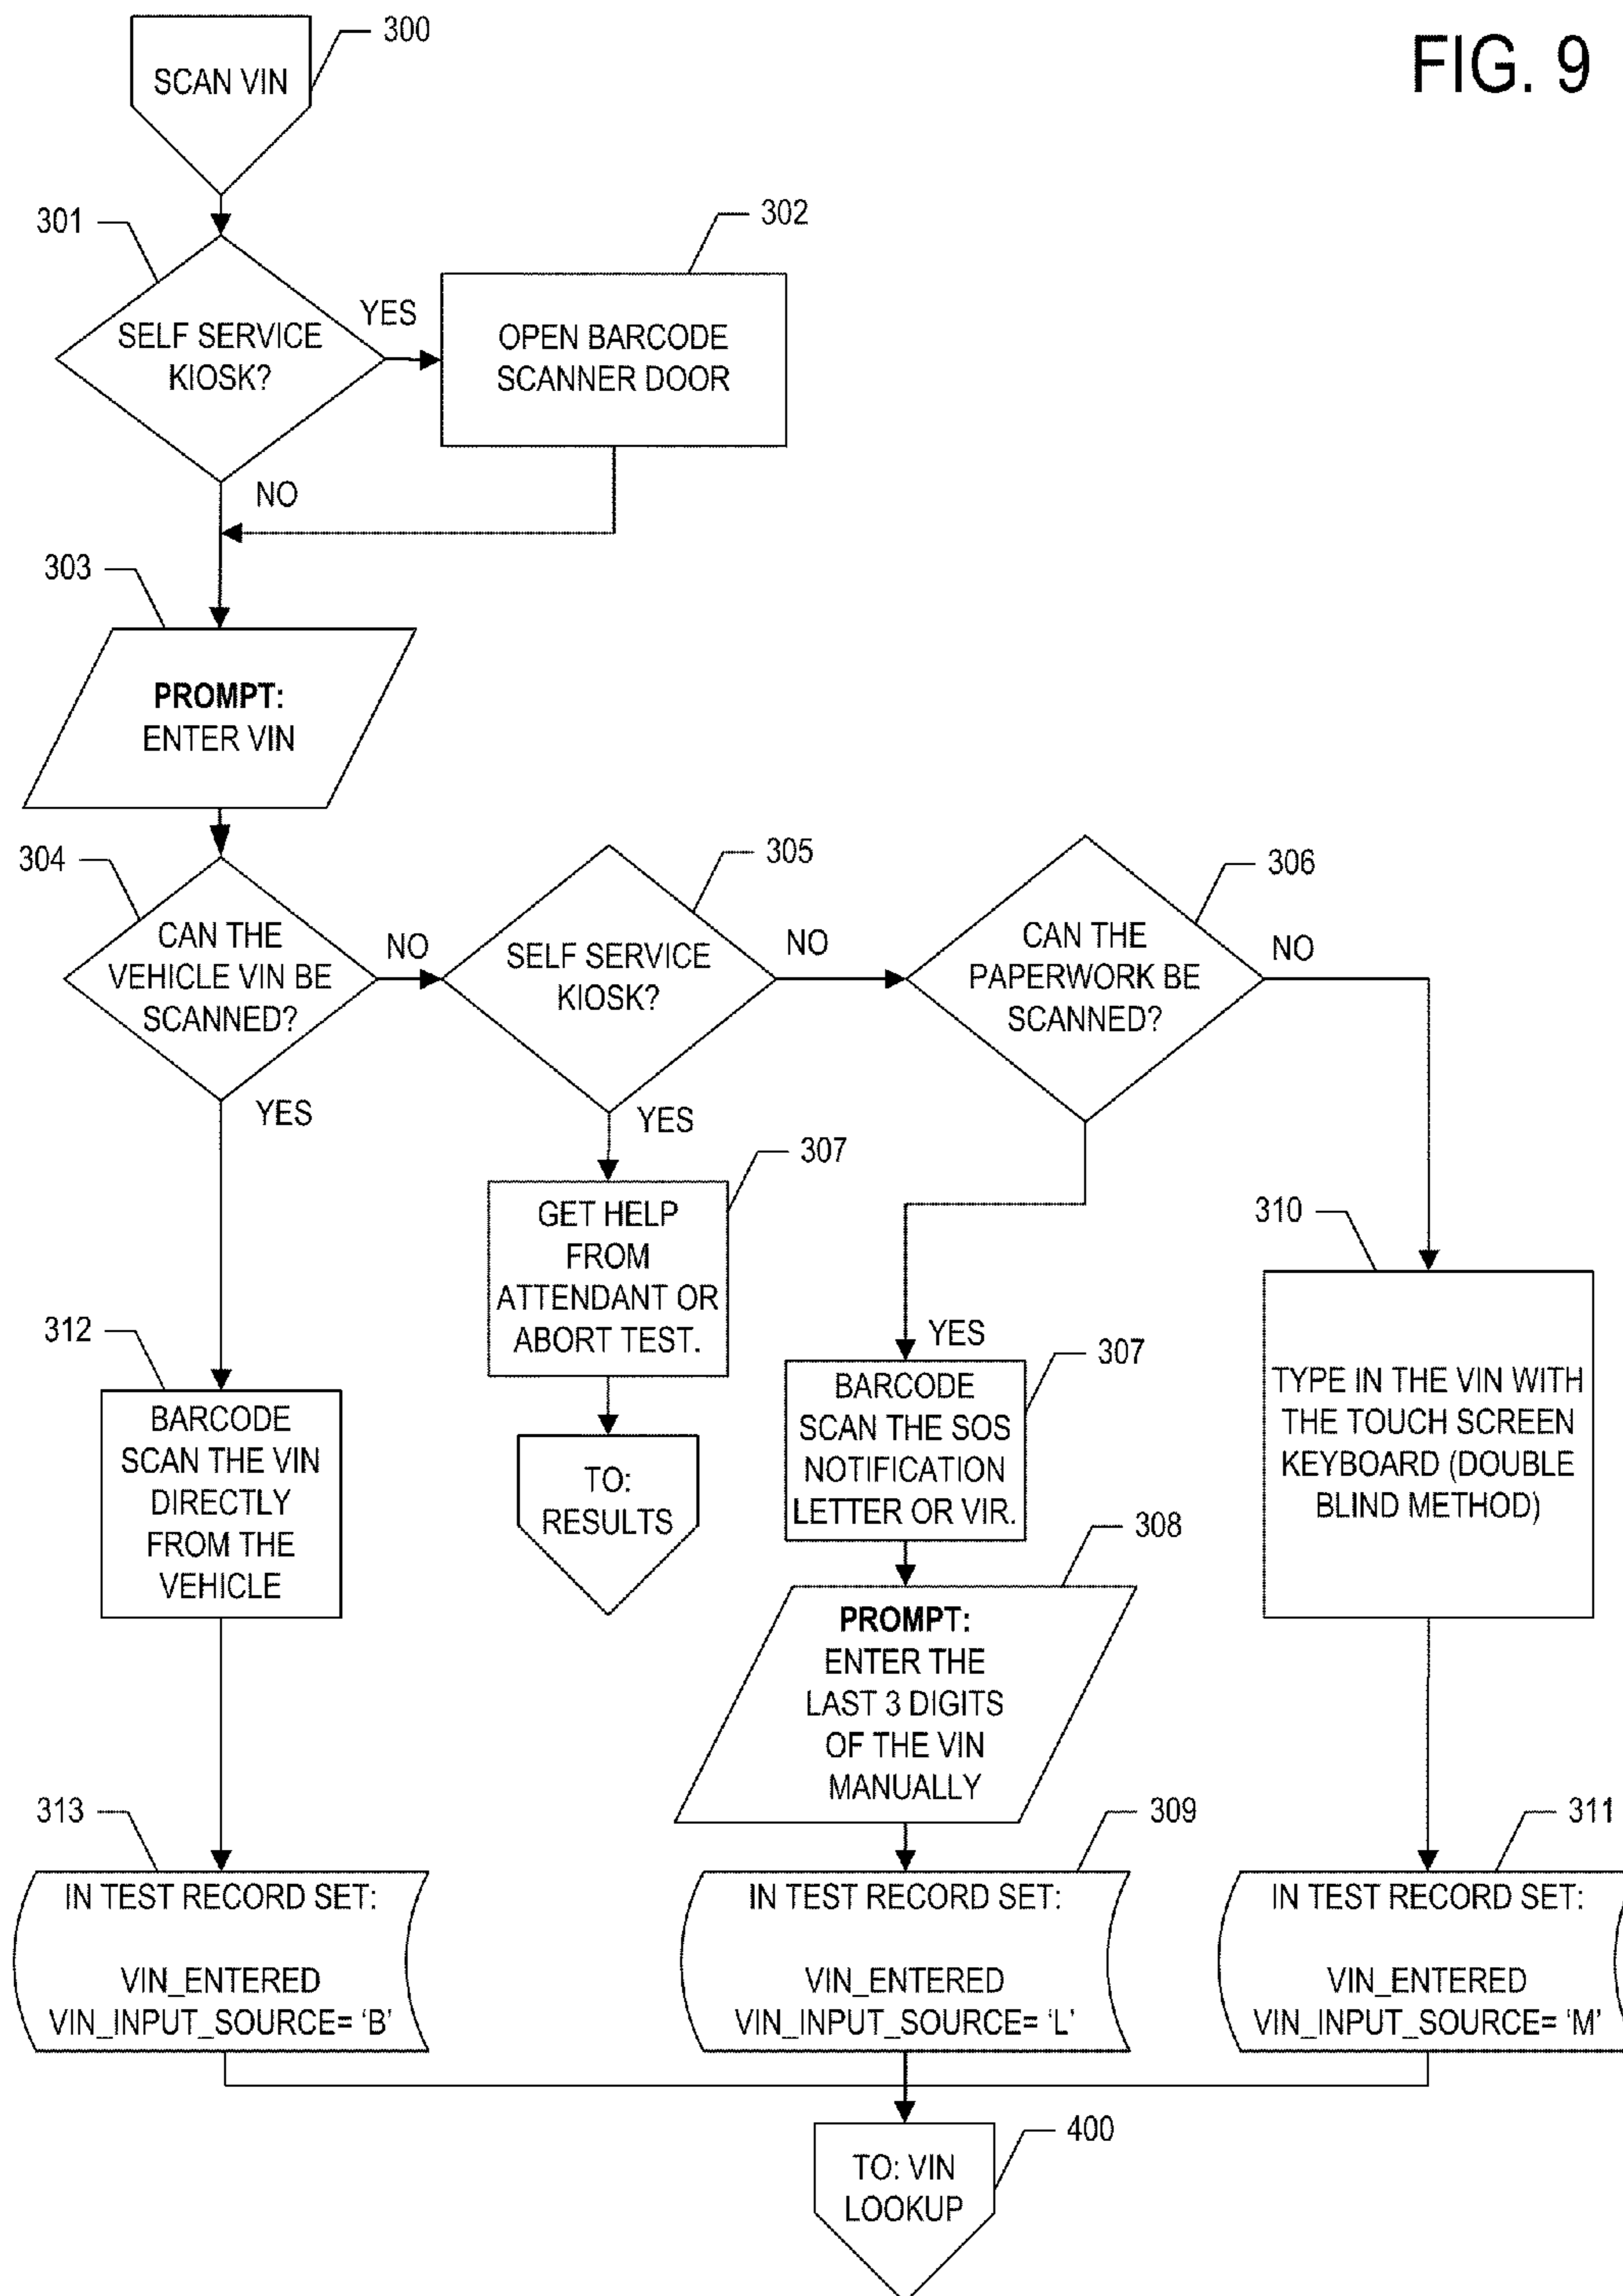 FIG. 9
300
SCAN VIN
301
302
SELF SERVICE
KIOSK?
YES
OPEN BARCODE
SCANNER DOOR
NO
303
PROMPT:
ENTER VIN
304
CAN THE
VEHICLE VIN BE
SCANNED?
NO
YES
305
SELF SERVICE
KIOSK?
NO
YES
306
CAN THE
PAPERWORK BE
SCANNED?
NO
YES
307
GET HELP
FROM
ATTENDANT OR
ABORT TEST.
TO:
RESULTS
307
BARCODE
SCAN THE SOS
NOTIFICATION
LETTER OR VIR.
308
PROMPT:
ENTER THE
LAST 3 DIGITS
OF THE VIN
MANUALLY
310
TYPE IN THE VIN WITH
THE TOUCH SCREEN
KEYBOARD (DOUBLE
BLIND METHOD)
312
BARCODE
SCAN THE VIN
DIRECTLY
FROM THE
VEHICLE
313
IN TEST RECORD SET:
VIN_ENTERED
VIN_INPUT_SOURCE= ‘B’
309
IN TEST RECORD SET:
VIN_ENTERED
VIN_INPUT_SOURCE= ‘L’
311
IN TEST RECORD SET:
VIN_ENTERED
VIN_INPUT_SOURCE= ‘M’
400
TO: VIN
LOOKUP